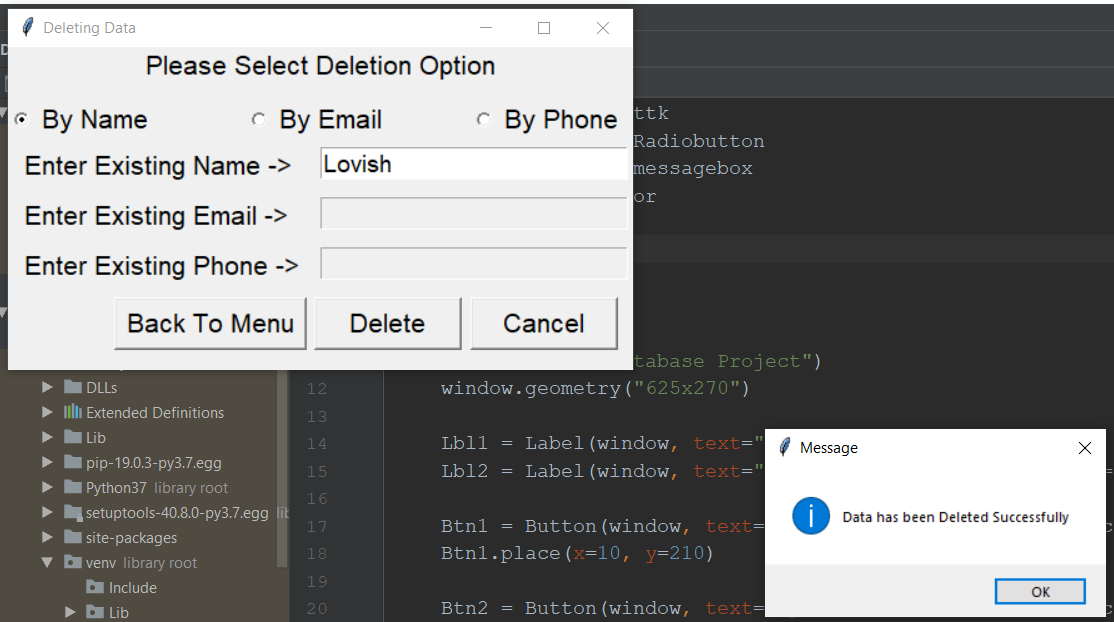 Deleting Data
Please Select Deletion Option
By Name By Email By Phone
Enter Existing Name -> Lovish
Enter Existing Email ->
Enter Existing Phone ->
Back To Menu Delete Cancel
ttk
Radiobutton
messagebox
or
tabase Project")
DLLs
Extended Definitions
Lib
pip-19.0.3-py3.7.egg
Python37 library root
setuptools-40.8.0-py3.7.egg lib
site-packages
venv library root
Include
Lib
12 window.geometry("625x270")
13
14 Lbl1 = Label(window, text="
15 Lbl2 = Label(window, text="
16
17 Btn1 = Button(window, text=
18 Btn1.place(x=10, y=210)
19
20 Btn2 = Button(window, text=
Message
Data has been Deleted Successfully
OK